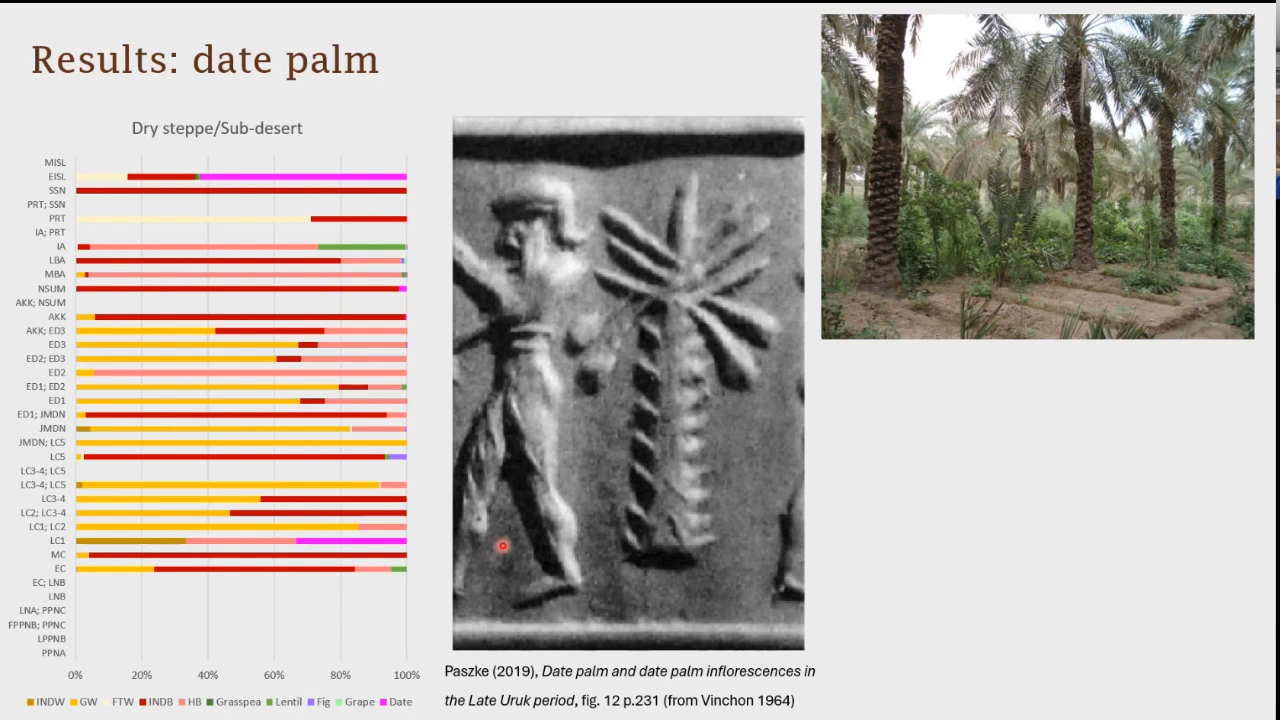 Results: date palm
Dry steppe/Sub-desert
MISL
EISL
SSN
PRT; SSN
PRT
IA; PRT
IA
LBA
MBA
NSUM
AKK; NSUM
AKK
AKK; ED3
ED3
ED2; ED3
ED2
ED1; ED2
ED1
ED1; JMDN
JMDN
JMDN; LC5
LC5
LC3-4; LC5
LC3-4; LC5
LC3-4
LC2; LC3-4
LC1; LC2
LC1
MC
EC
EC; LNB
LNB
LNA; PPNC
FPPNB; PPNC
LPPNB
PPNA
0% 20% 40% 60% 80% 100%
INDW GW FTW INDB HB Grasspea Lentil Fig Grape Date
Paszke (2019), Date palm and date palm inflorescences in
the Late Uruk period, fig. 12 p.231 (from Vinchon 1964)